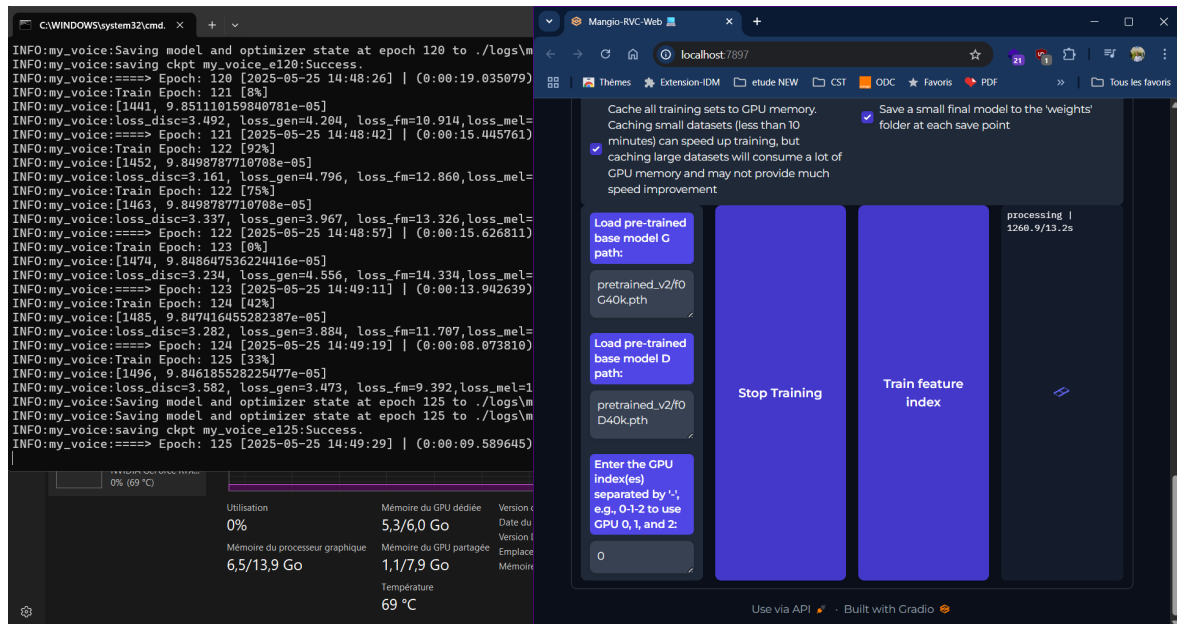 C:\WINDOWS\system32\cmd.
INFO:my_voice:Saving model and optimizer state at epoch 120 to ./logs\m
INFO:my_voice:saving ckpt my_voice_e120:Success.
INFO:my_voice:====> Epoch: 120 [2025-05-25 14:48:26] | (0:00:19.035079)
INFO:my_voice:Train Epoch: 121 [8%]
INFO:my_voice:[1441, 9.851110159840781e-05]
INFO:my_voice:loss_disc=3.492, loss_gen=4.204, loss_fm=10.914,loss_mel=
INFO:my_voice:====> Epoch: 121 [2025-05-25 14:48:42] | (0:00:15.445761)
INFO:my_voice:Train Epoch: 122 [92%]
INFO:my_voice:[1452, 9.8498787710708e-05]
INFO:my_voice:loss_disc=3.161, loss_gen=4.796, loss_fm=12.860,loss_mel=
INFO:my_voice:Train Epoch: 122 [75%]
INFO:my_voice:[1463, 9.8498787710708e-05]
INFO:my_voice:loss_disc=3.337, loss_gen=3.967, loss_fm=13.326,loss_mel=
INFO:my_voice:====> Epoch: 122 [2025-05-25 14:48:57] | (0:00:15.626811)
INFO:my_voice:Train Epoch: 123 [0%]
INFO:my_voice:[1474, 9.848647536224416e-05]
INFO:my_voice:loss_disc=3.234, loss_gen=4.556, loss_fm=14.334,loss_mel=
INFO:my_voice:====> Epoch: 123 [2025-05-25 14:49:11] | (0:00:13.942639)
INFO:my_voice:Train Epoch: 124 [42%]
INFO:my_voice:[1485, 9.847416455282387e-05]
INFO:my_voice:loss_disc=3.282, loss_gen=3.884, loss_fm=11.707,loss_mel=
INFO:my_voice:====> Epoch: 124 [2025-05-25 14:49:19] | (0:00:08.073810)
INFO:my_voice:Train Epoch: 125 [33%]
INFO:my_voice:[1496, 9.846185528225477e-05]
INFO:my_voice:loss_disc=3.582, loss_gen=3.473, loss_fm=9.392,loss_mel=1
INFO:my_voice:Saving model and optimizer state at epoch 125 to ./logs\m
INFO:my_voice:Saving model and optimizer state at epoch 125 to ./logs\m
INFO:my_voice:saving ckpt my_voice_e125:Success.
INFO:my_voice:====> Epoch: 125 [2025-05-25 14:49:29] | (0:00:09.589645)
0% (69 °C)
Utilisation
0%
Mémoire du GPU dédiée
5,3/6,0 Go
Mémoire du processeur graphique
6,5/13,9 Go
Mémoire du GPU partagée
1,1/7,9 Go
Température
69 °C
Version
Date du
Version
Emplace
Mémoire
Mangio-RVC-Web
localhost:7897
21
1
Thèmes
Extension-IDM
etude NEW
CST
ODC
Favoris
PDF
»
Tous les favoris
Cache all training sets to GPU memory.
Caching small datasets (less than 10
minutes) can speed up training, but
caching large datasets will consume a lot of
GPU memory and may not provide much
speed improvement
Save a small final model to the 'weights'
folder at each save point
Load pre-trained
base model G
path:
pretrained_v2/f0
G40k.pth
Load pre-trained
base model D
path:
pretrained_v2/f0
D40k.pth
Enter the GPU
index(es)
separated by '-',
e.g., 0-1-2 to use
GPU 0, 1, and 2:
0
Stop Training
Train feature
index
processing |
1260.9/13.2s
Use via API · Built with Gradio